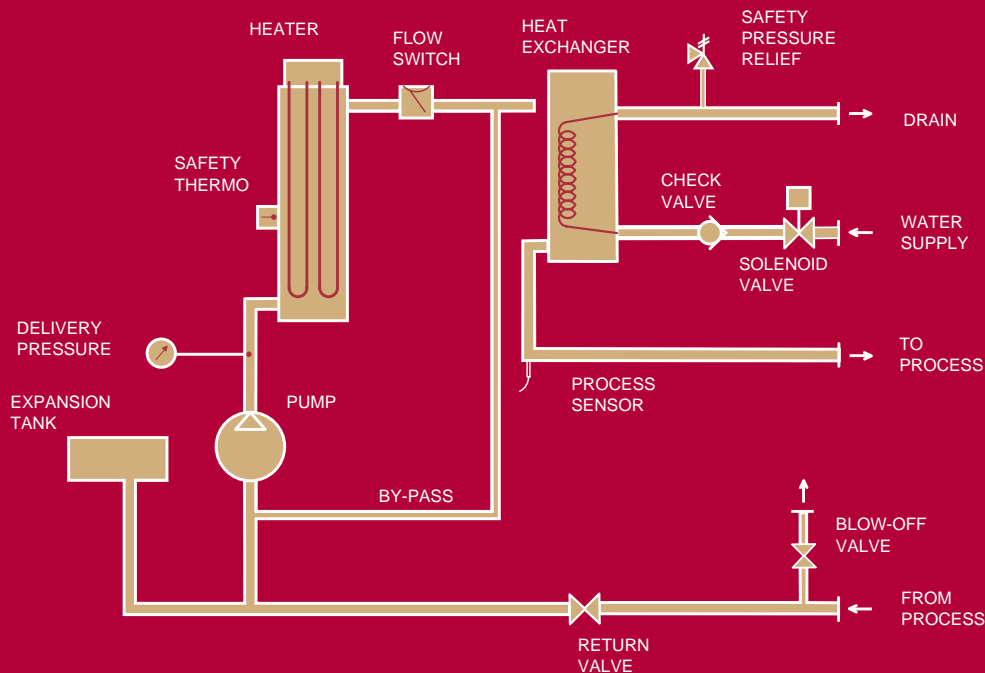 HEATER
FLOW
SWITCH
HEAT
EXCHANGER
SAFETY
PRESSURE
RELIEF
DRAIN
SAFETY
THERMO
CHECK
VALVE
WATER
SUPPLY
SOLENOID
VALVE
DELIVERY
PRESSURE
TO
PROCESS
PROCESS
SENSOR
EXPANSION
TANK
PUMP
BY-PASS
BLOW-OFF
VALVE
FROM
PROCESS
RETURN
VALVE